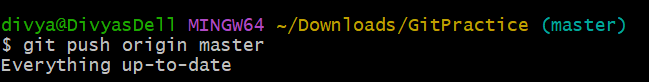 divya@DivyasDell MINGW64 ~/Downloads/GitPractice (master)
$ git push origin master
Everything up-to-date